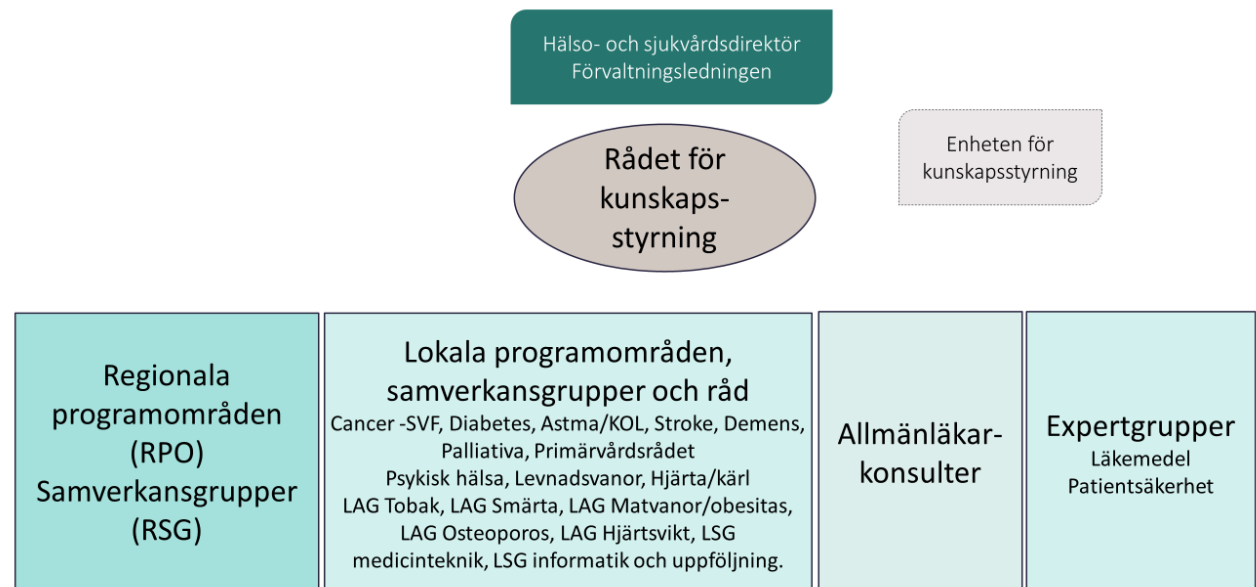 Hälso- och sjukvårdsdirektör
Förvaltningsledningen
Rådet för
kunskaps-
styrning
Enheten för
kunskapsstyrning
Regionala
programområden
(RPO)
Samverkansgrupper
(RSG)
Lokala programområden,
samverkansgrupper och råd
Cancer -SVF, Diabetes, Astma/KOL, Stroke, Demens,
Palliativa, Primärvårdsrådet
Psykisk hälsa, Levnadsvanor, Hjärta/kärl
LAG Tobak, LAG Smärta, LAG Matvanor/obesitas,
LAG Osteoporos, LAG Hjärtsvikt, LSG
medicinteknik, LSG informatik och uppföljning.
Allmänläkar-
konsulter
Expertgrupper
Läkemedel
Patientsäkerhet